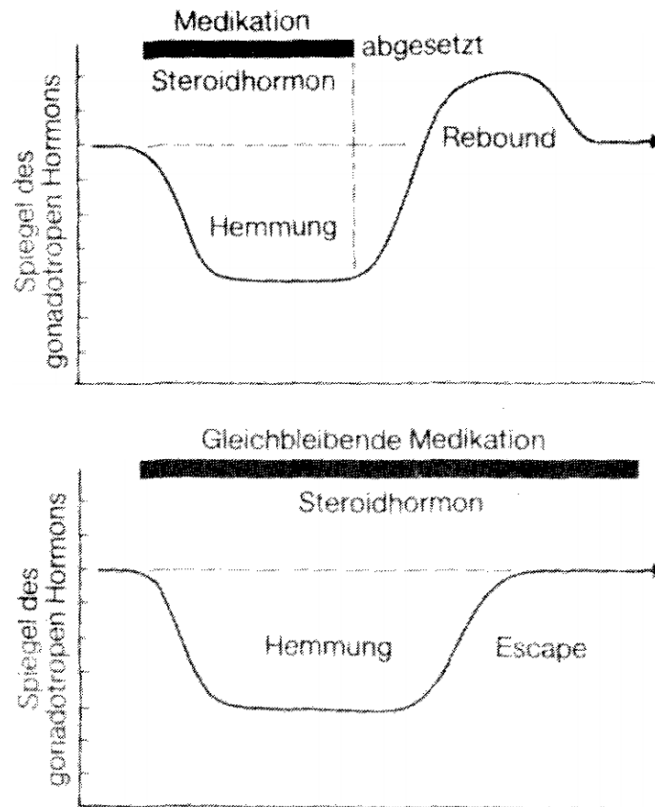 Medikation
abgesetzt
Steroidhormon
Rebound
Hemmung
Spiegel des
gonadotropen Hormons
Gleichbleibende Medikation
Steroidhormon
Hemmung
Escape
Spiegel des
gonadotropen Hormons